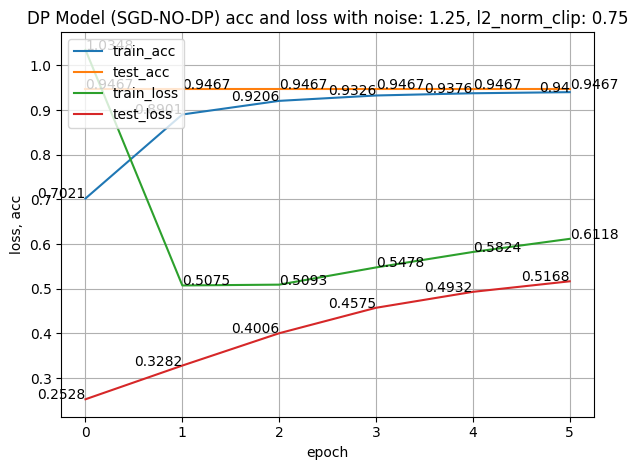 DP Model (SGD-NO-DP) acc and loss with noise: 1.25, l2_norm_clip: 0.75
train_acc
test_acc
train_loss
test_loss
1.0348
0.9467 0.9467 0.9467 0.9467 0.9467 0.9467
0.7021 0.8901 0.9206 0.9326 0.9376 0.94
0.5075 0.5093 0.5478 0.5824 0.6118
0.2528 0.3282 0.4006 0.4575 0.4932 0.5168
1.0
0.9
0.8
0.7
0.6
0.5
0.4
0.3
loss, acc
0 1 2 3 4 5
epoch